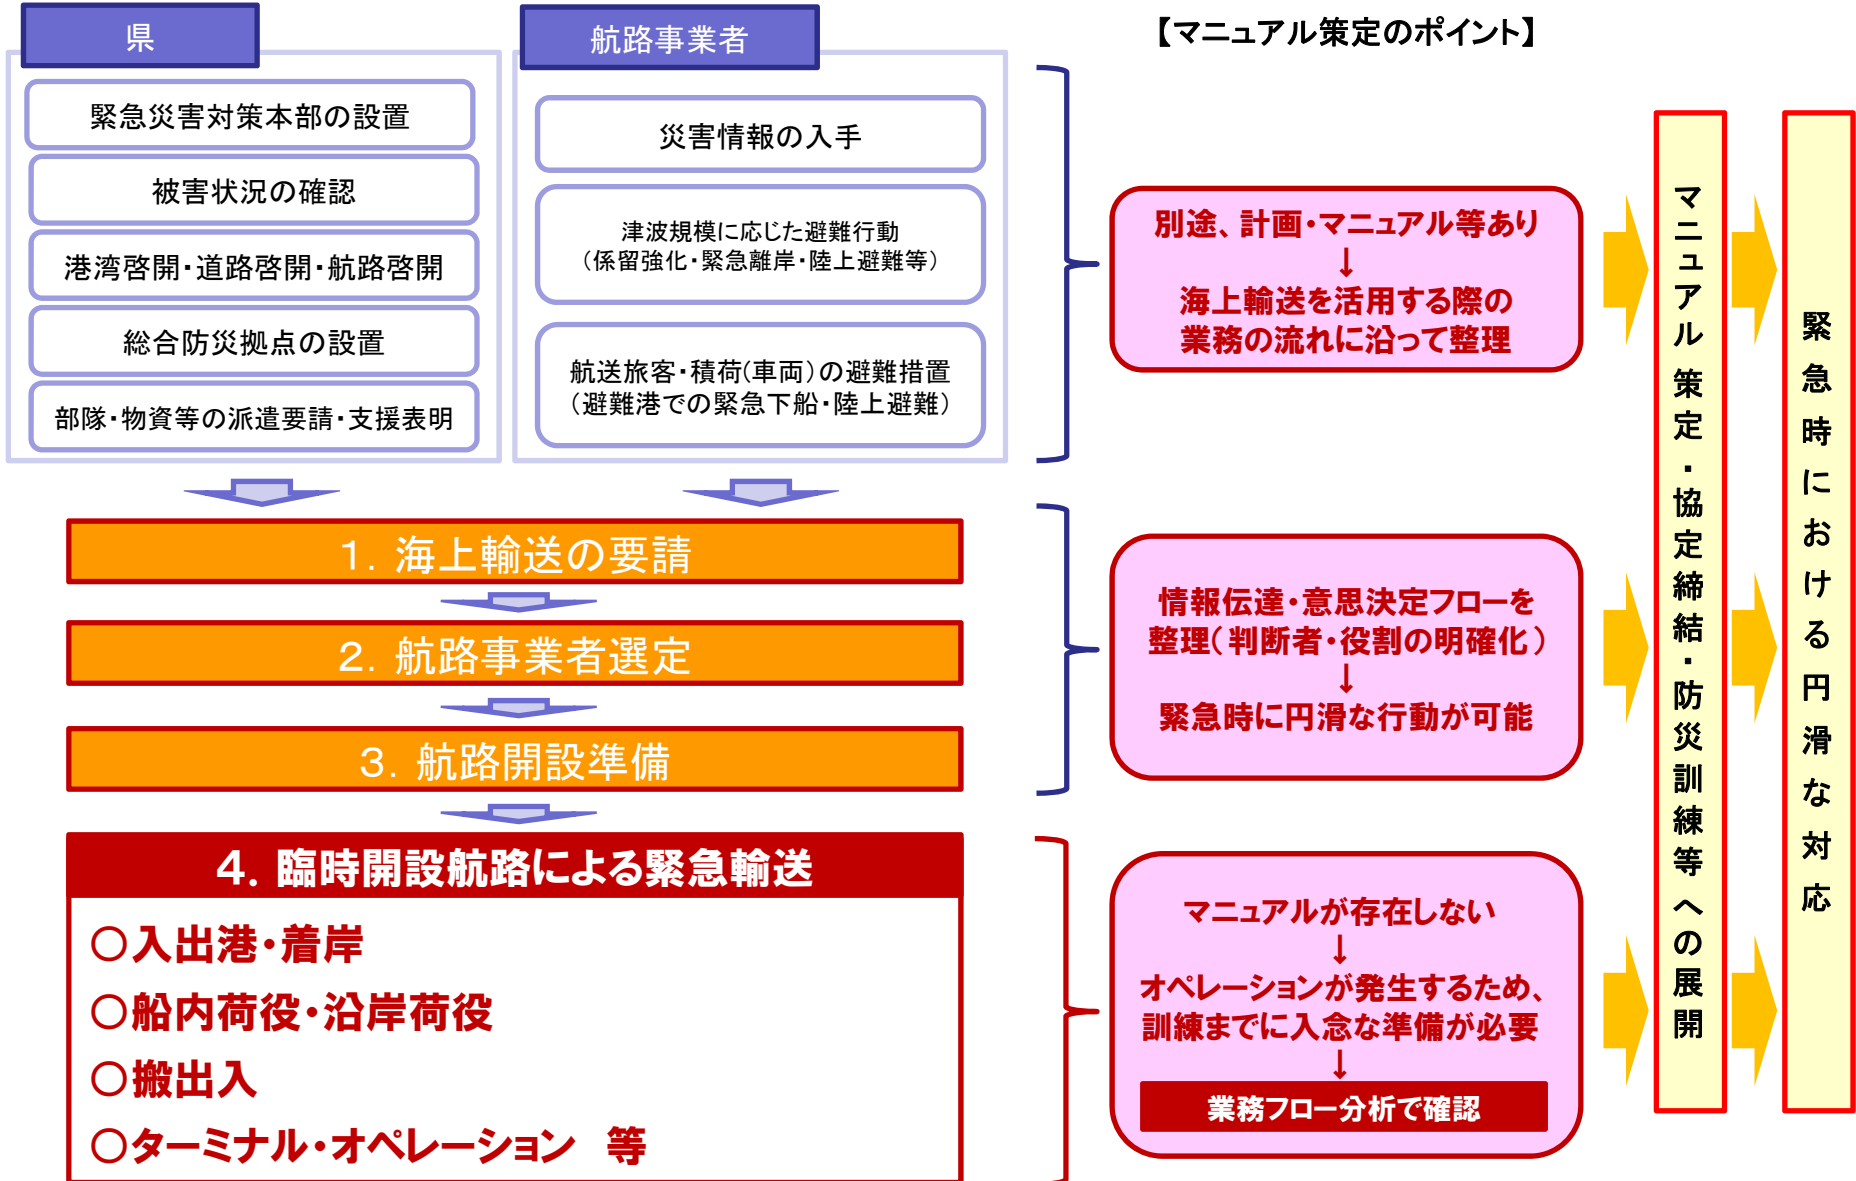 県
緊急災害対策本部の設置
被害状況の確認
港湾啓開・道路啓開・航路啓開
総合防災拠点の設置
部隊・物資等の派遣要請・支援表明
航路事業者
災害情報の入手
津波規模に応じた避難行動
（係留強化・緊急離岸・陸上避難等）
航送旅客・積荷（車両）の避難措置
（避難港での緊急下船・陸上避難）
１．海上輸送の要請
２．航路事業者選定
３．航路開設準備
４．臨時開設航路による緊急輸送
○入出港・着岸
○船内荷役・沿岸荷役
○搬出入
○ターミナル・オペレーション　等
【マニュアル策定のポイント】
別途、計画・マニュアル等あり
↓
海上輸送を活用する際の
業務の流れに沿って整理
情報伝達・意思決定フローを
整理（判断者・役割の明確化）
↓
緊急時に円滑な行動が可能
マニュアルが存在しない
↓
オペレーションが発生するため、
訓練までに入念な準備が必要
↓
業務フロー分析で確認
マニュアル策定・協定締結・防災訓練等への展開
緊急時における円滑な対応